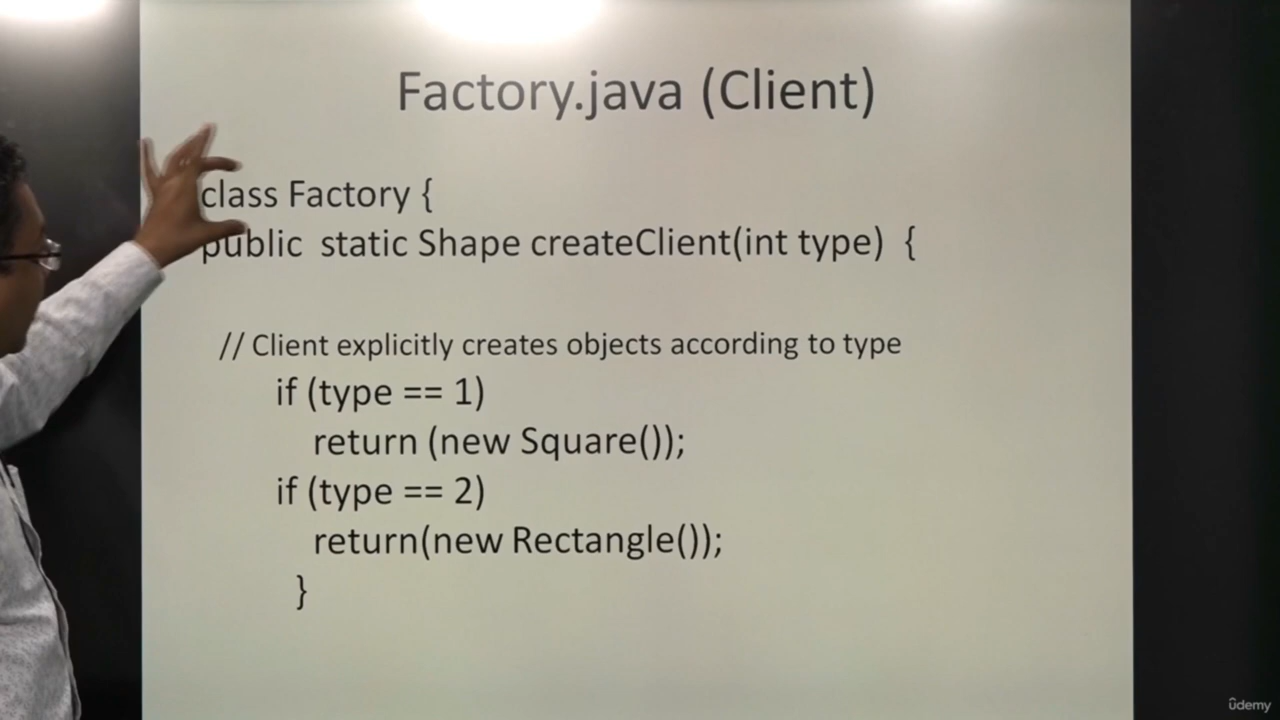 Factory.java (Client)
class Factory {
public static Shape createClient(int type) {
// Client explicitly creates objects according to type
if (type == 1)
return (new Square());
if (type == 2)
return(new Rectangle());
}
ûdemy